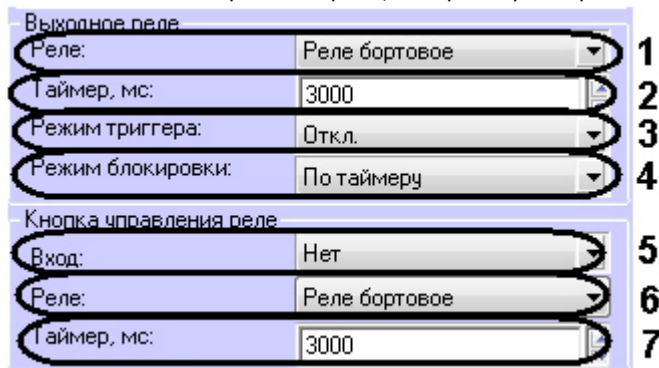 Выходное реле
Реле: Реле бортовое 1
Таймер, мс: 3000 2
Режим триггера: Откл. 3
Режим блокировки: По таймеру 4
Кнопка управления реле
Вход: Нет 5
Реле: Реле бортовое 6
Таймер, мс: 3000 7